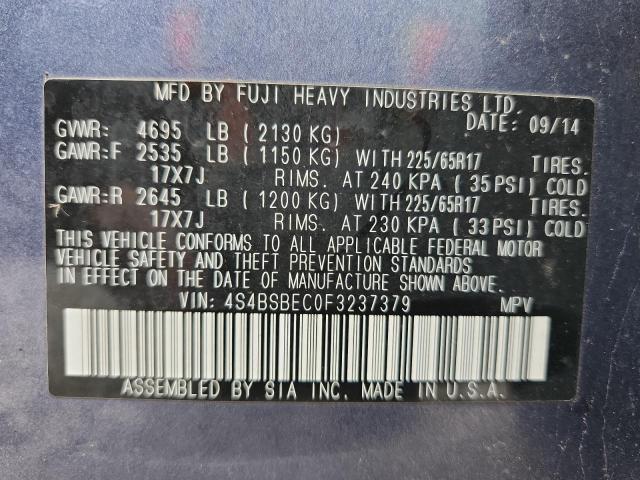 MFD BY FUJI HEAVY INDUSTRIES LTD.
DATE: 09/14
GVWR: 4695 LB (2130 KG)
GAWR:F 2535 LB (1150 KG) WITH 225/65R17 TIRES.
17X7J RIMS. AT 240 KPA (35 PSI) COLD
GAWR:R 2645 LB (1200 KG) WITH 225/65R17 TIRES.
17X7J RIMS. AT 230 KPA (33 PSI) COLD
THIS VEHICLE CONFORMS TO ALL APPLICABLE FEDERAL MOTOR
VEHICLE SAFETY AND THEFT PREVENTION STANDARDS
IN EFFECT ON THE DATE OF MANUFACTURE SHOWN ABOVE.
VIN: 4S4BSBEC0F3237379 MPV
ASSEMBLED BY SIA INC. MADE IN U.S.A.